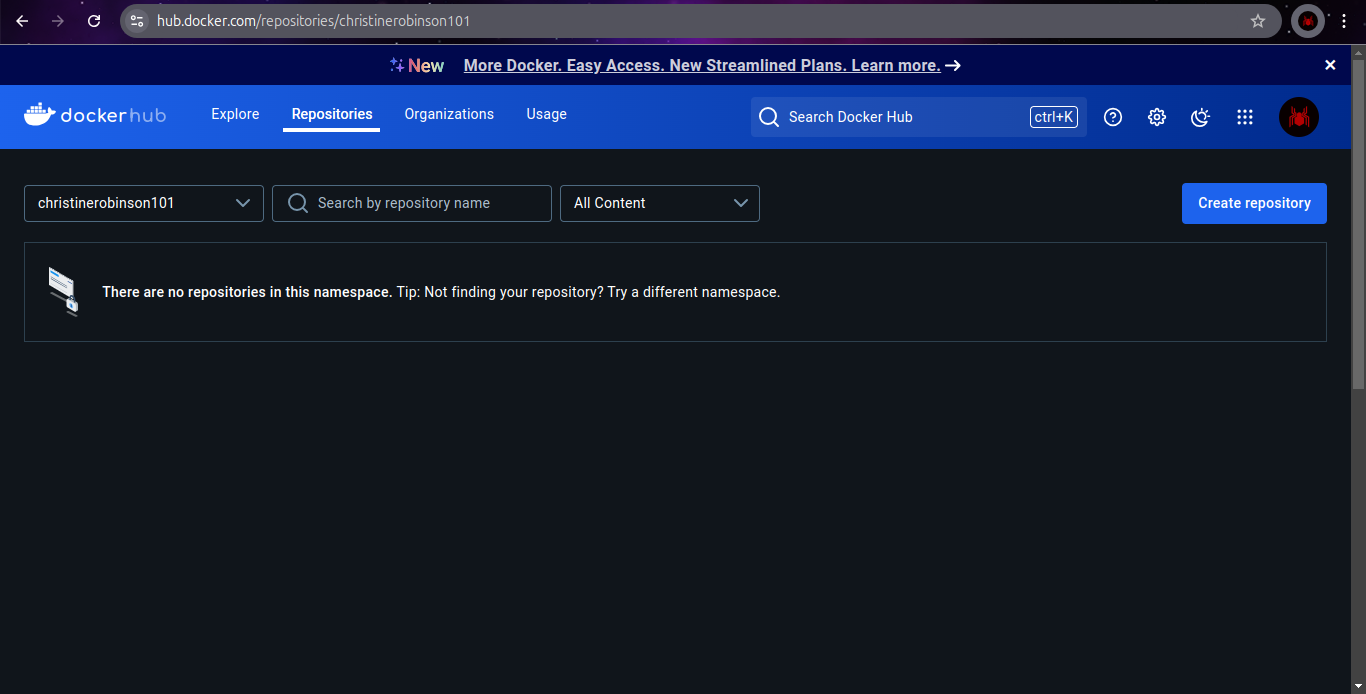 hub.docker.com/repositories/christinerobinson101
New More Docker. Easy Access. New Streamlined Plans. Learn more.
dockerhub Explore Repositories Organizations Usage Search Docker Hub ctrl+K
christinerobinson101 Search by repository name All Content Create repository
There are no repositories in this namespace. Tip: Not finding your repository? Try a different namespace.